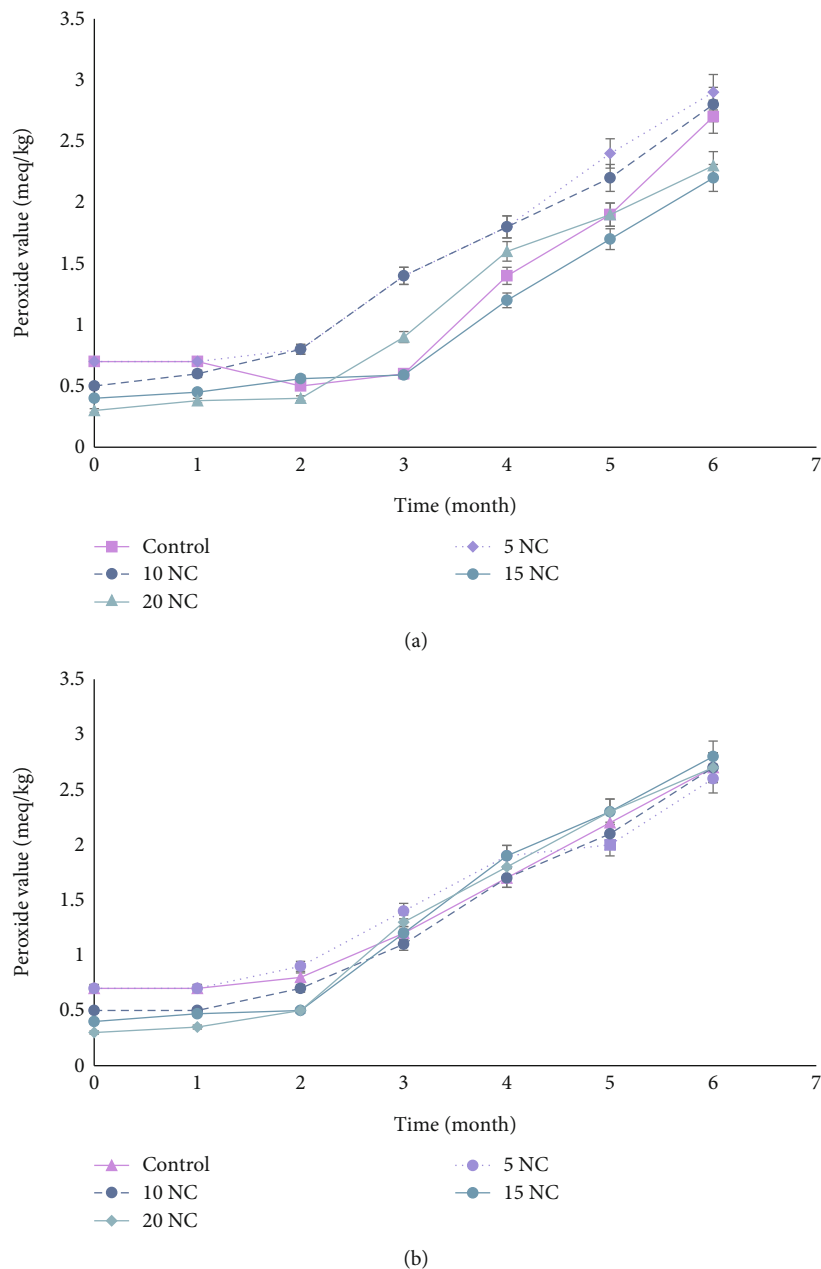 3.5
3
2.5
2
1.5
1
0.5
0
Peroxide value (meq/kg)
0 1 2 3 4 5 6 7
Time (month)
Control 5 NC
10 NC 15 NC
20 NC
(a)
3.5
3
2.5
2
1.5
1
0.5
0
Peroxide value (meq/kg)
0 1 2 3 4 5 6 7
Time (month)
Control 5 NC
10 NC 15 NC
20 NC
(b)